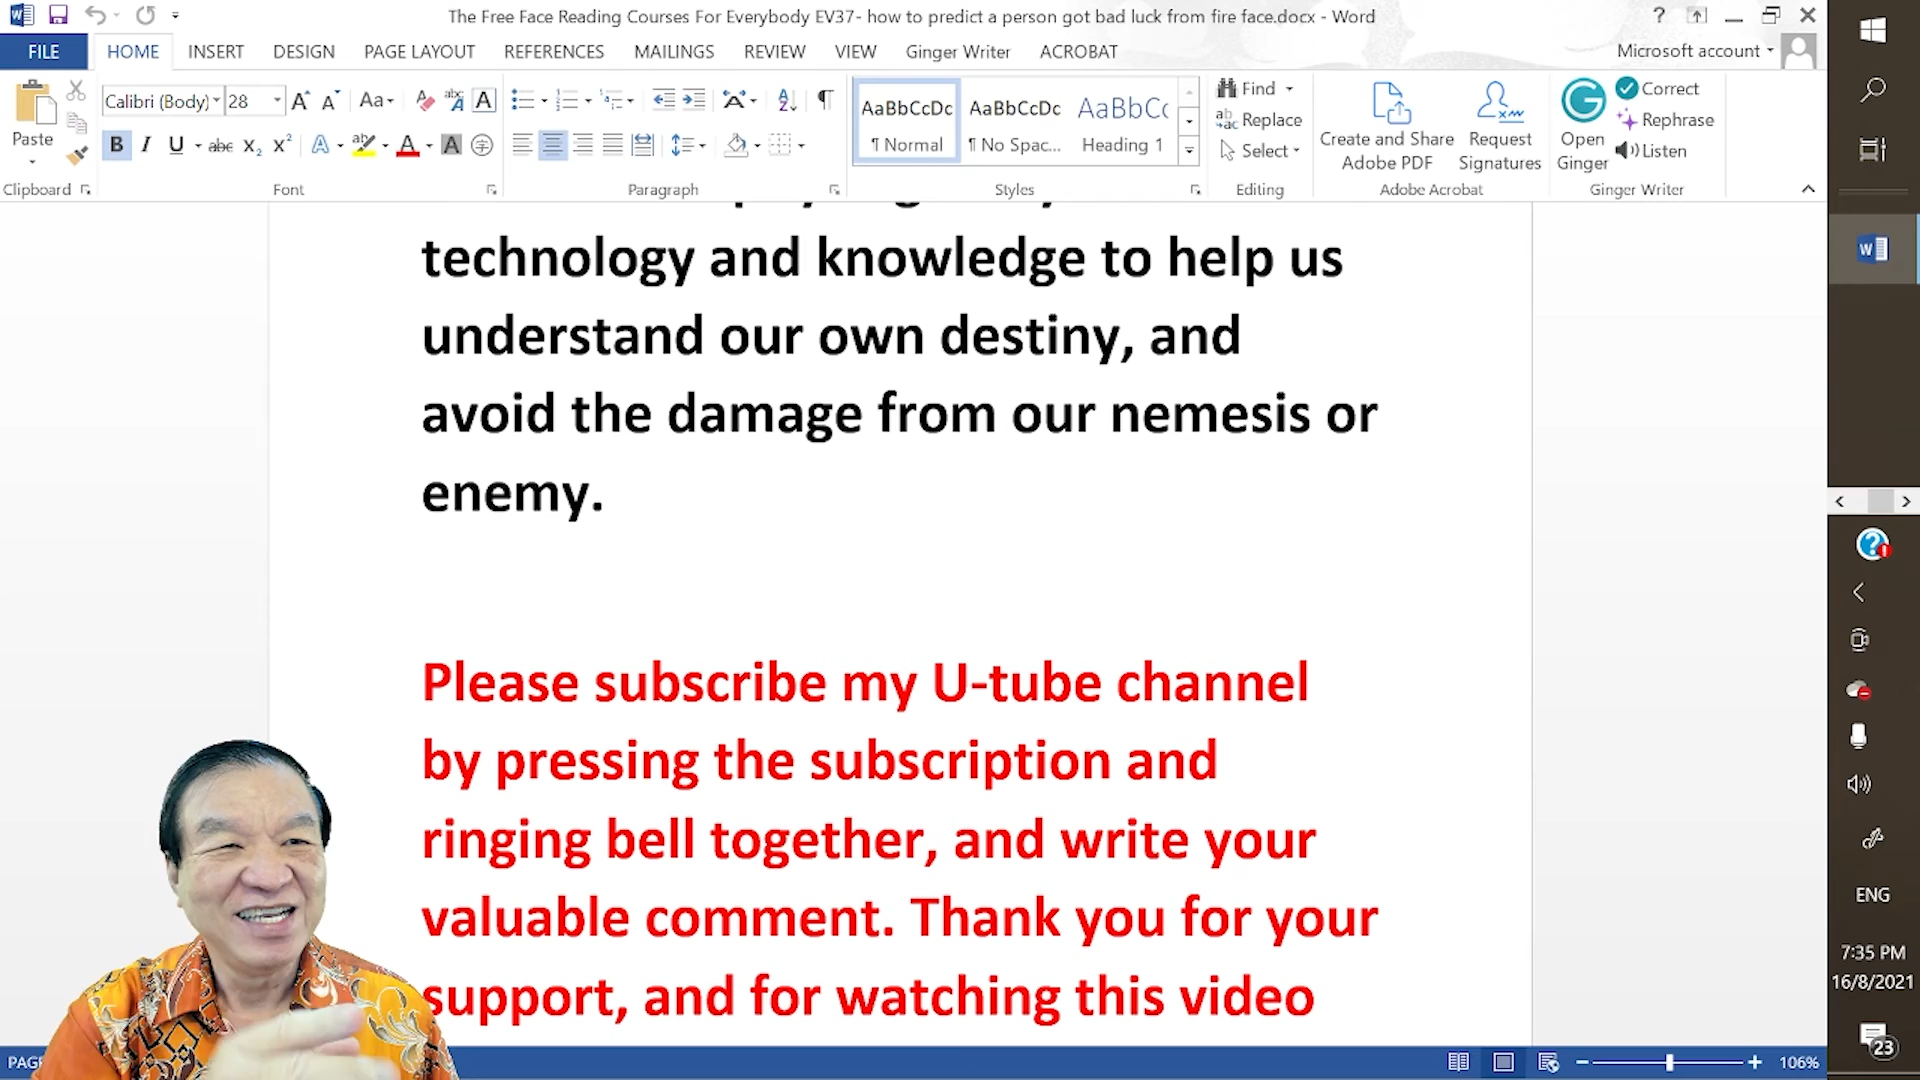 The Free Face Reading Courses For Everybody EV37- how to predict a person got bad luck from fire face.docx - Word
FILE HOME INSERT DESIGN PAGE LAYOUT REFERENCES MAILINGS REVIEW VIEW Ginger Writer ACROBAT Microsoft account
Calibri (Body) 28
Paste
AaBbCcDc AaBbCcDc AaBbCc
¶ Normal ¶ No Spac... Heading 1
Find
Replace
Select
Create and Share Adobe PDF
Request Signatures
Open Ginger
Correct
Rephrase
Listen
Clipboard Font Paragraph Styles Editing Adobe Acrobat Ginger Writer
technology and knowledge to help us
understand our own destiny, and
avoid the damage from our nemesis or
enemy.
Please subscribe my U-tube channel
by pressing the subscription and
ringing bell together, and write your
valuable comment. Thank you for your
support, and for watching this video
ENG
7:35 PM
16/8/2021
23
106%